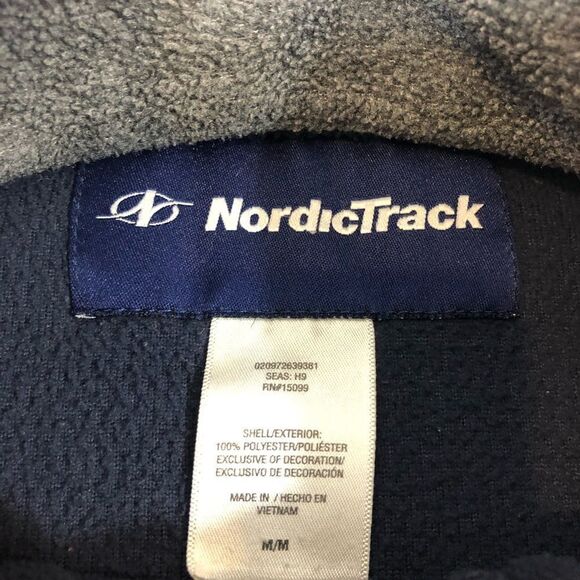 NordicTrack
020972639381
SEAS: H9
RN#15099
SHELL/EXTERIOR:
100% POLYESTER/POLIÉSTER
EXCLUSIVE OF DECORATION/
EXCLUSIVO DE DECORACIÓN
MADE IN / HECHO EN
VIETNAM
M/M